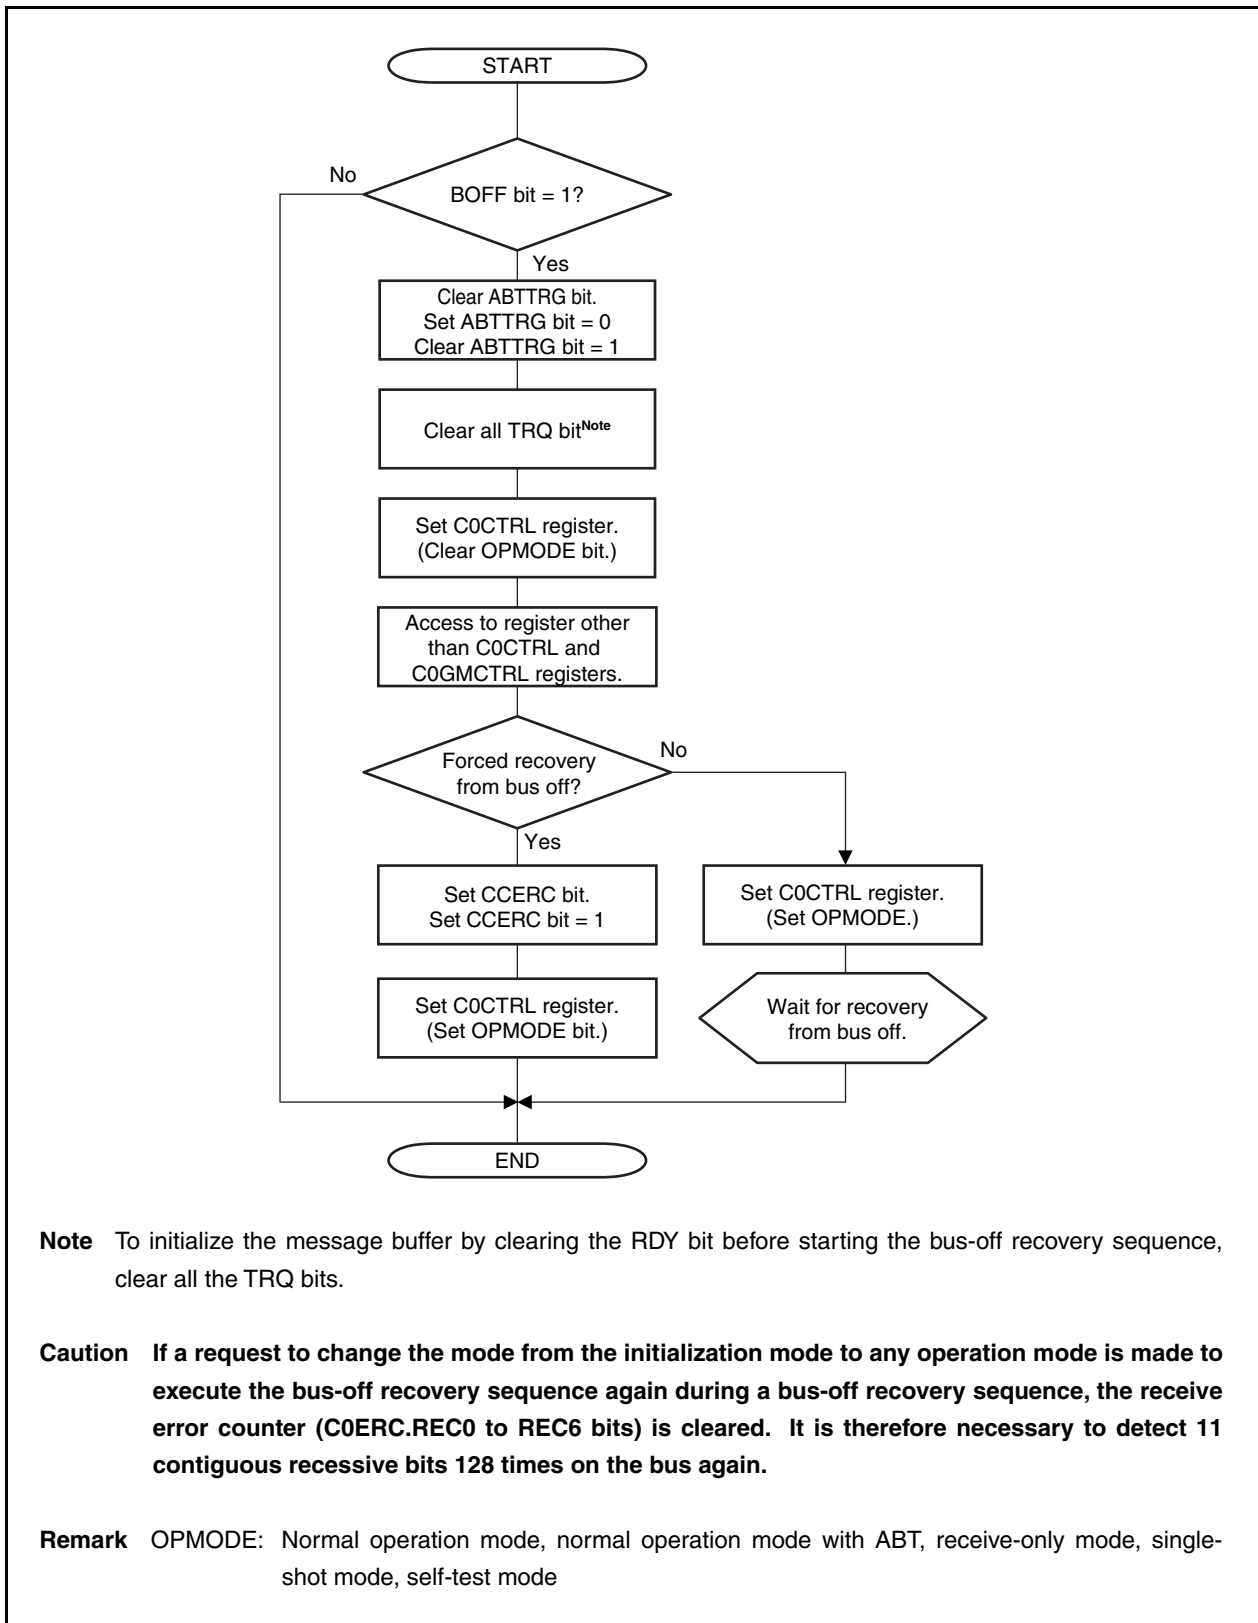 START
No
BOFF bit = 1?
Yes
Clear ABTTRG bit.
Set ABTTRG bit = 0
Clear ABTTRG bit = 1
Clear all TRQ bitNote
Set C0CTRL register.
(Clear OPMODE bit.)
Access to register other
than C0CTRL and
C0GMCTRL registers.
Forced recovery
from bus off?
No
Yes
Set CCERC bit.
Set CCERC bit = 1
Set C0CTRL register.
(Set OPMODE.)
Set C0CTRL register.
(Set OPMODE bit.)
Wait for recovery
from bus off.
END
Note To initialize the message buffer by clearing the RDY bit before starting the bus-off recovery sequence,
clear all the TRQ bits.
Caution If a request to change the mode from the initialization mode to any operation mode is made to
execute the bus-off recovery sequence again during a bus-off recovery sequence, the receive
error counter (C0ERC.REC0 to REC6 bits) is cleared. It is therefore necessary to detect 11
contiguous recessive bits 128 times on the bus again.
Remark OPMODE: Normal operation mode, normal operation mode with ABT, receive-only mode, single-
shot mode, self-test mode